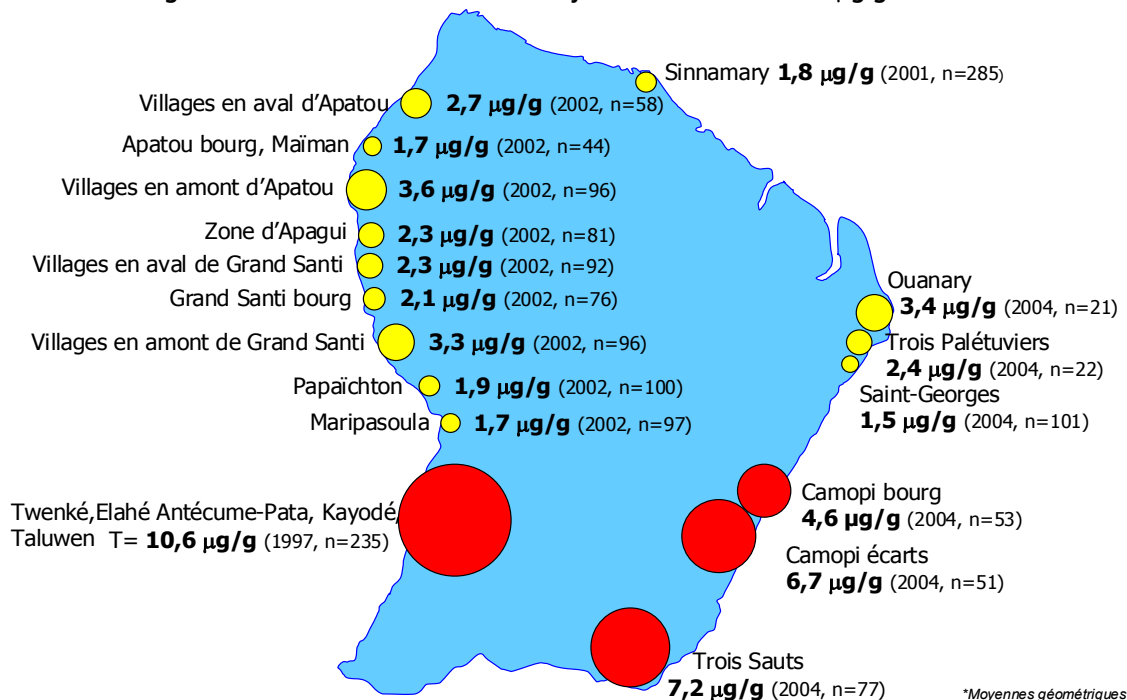 Sinnamary 1,8 µg/g (2001, n=285)
Villages en aval d'Apatou 2,7 µg/g (2002, n=58)
Apatou bourg, Maïman 1,7 µg/g (2002, n=44)
Villages en amont d'Apatou 3,6 µg/g (2002, n=96)
Zone d'Apagui 2,3 µg/g (2002, n=81)
Villages en aval de Grand Santi 2,3 µg/g (2002, n=92)
Grand Santi bourg 2,1 µg/g (2002, n=76)
Villages en amont de Grand Santi 3,3 µg/g (2002, n=96)
Papaïchton 1,9 µg/g (2002, n=100)
Maripasoula 1,7 µg/g (2002, n=97)
Ouanary
3,4 µg/g (2004, n=21)
Trois Palétuviers
2,4 µg/g (2004, n=22)
Saint-Georges
1,5 µg/g (2004, n=101)
Twenké,Elahé Antécume-Pata, Kayodé,
Taluwen T= 10,6 µg/g (1997, n=235)
Camopi bourg
4,6 µg/g (2004, n=53)
Camopi écarts
6,7 µg/g (2004, n=51)
Trois Sauts
7,2 µg/g (2004, n=77)
*Moyennes géométriques